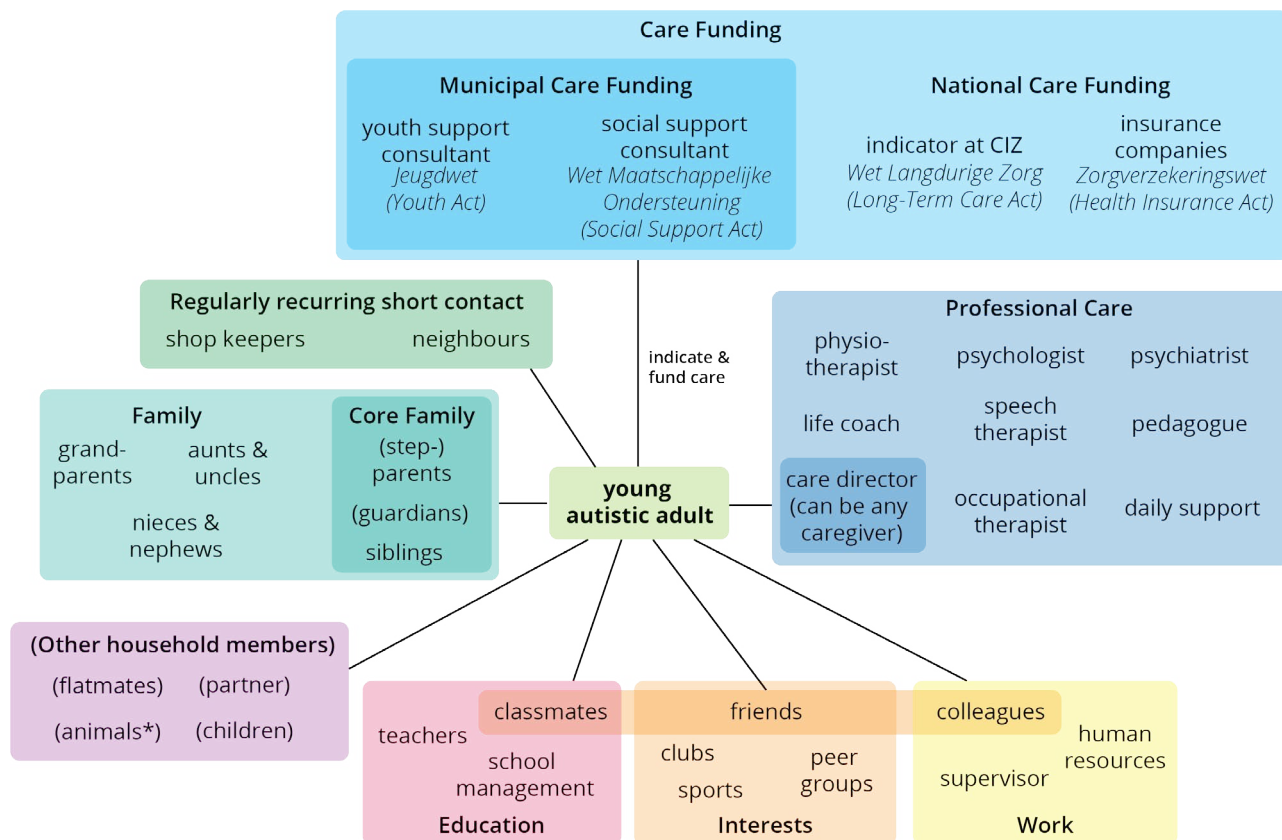 Care Funding
Municipal Care Funding
youth support
consultant
Jeugdwet
(Youth Act)
social support
consultant
Wet Maatschappelijke
Ondersteuning
(Social Support Act)
National Care Funding
indicator at CIZ
Wet Langdurige Zorg
(Long-Term Care Act)
insurance
companies
Zorgverzekeringswet
(Health Insurance Act)
Regularly recurring short contact
shop keepers
neighbours
indicate &
fund care
Professional Care
physio-
therapist
psychologist
psychiatrist
life coach
speech
therapist
pedagogue
care director
(can be any
caregiver)
occupational
therapist
daily support
Family
grand-
parents
aunts &
uncles
nieces &
nephews
Core Family
(step-)
parents
(guardians)
siblings
young
autistic adult
(Other household members)
(flatmates)
(partner)
(animals*)
(children)
classmates
friends
colleagues
teachers
school
management
Education
clubs
sports
peer
groups
Interests
human
resources
supervisor
Work